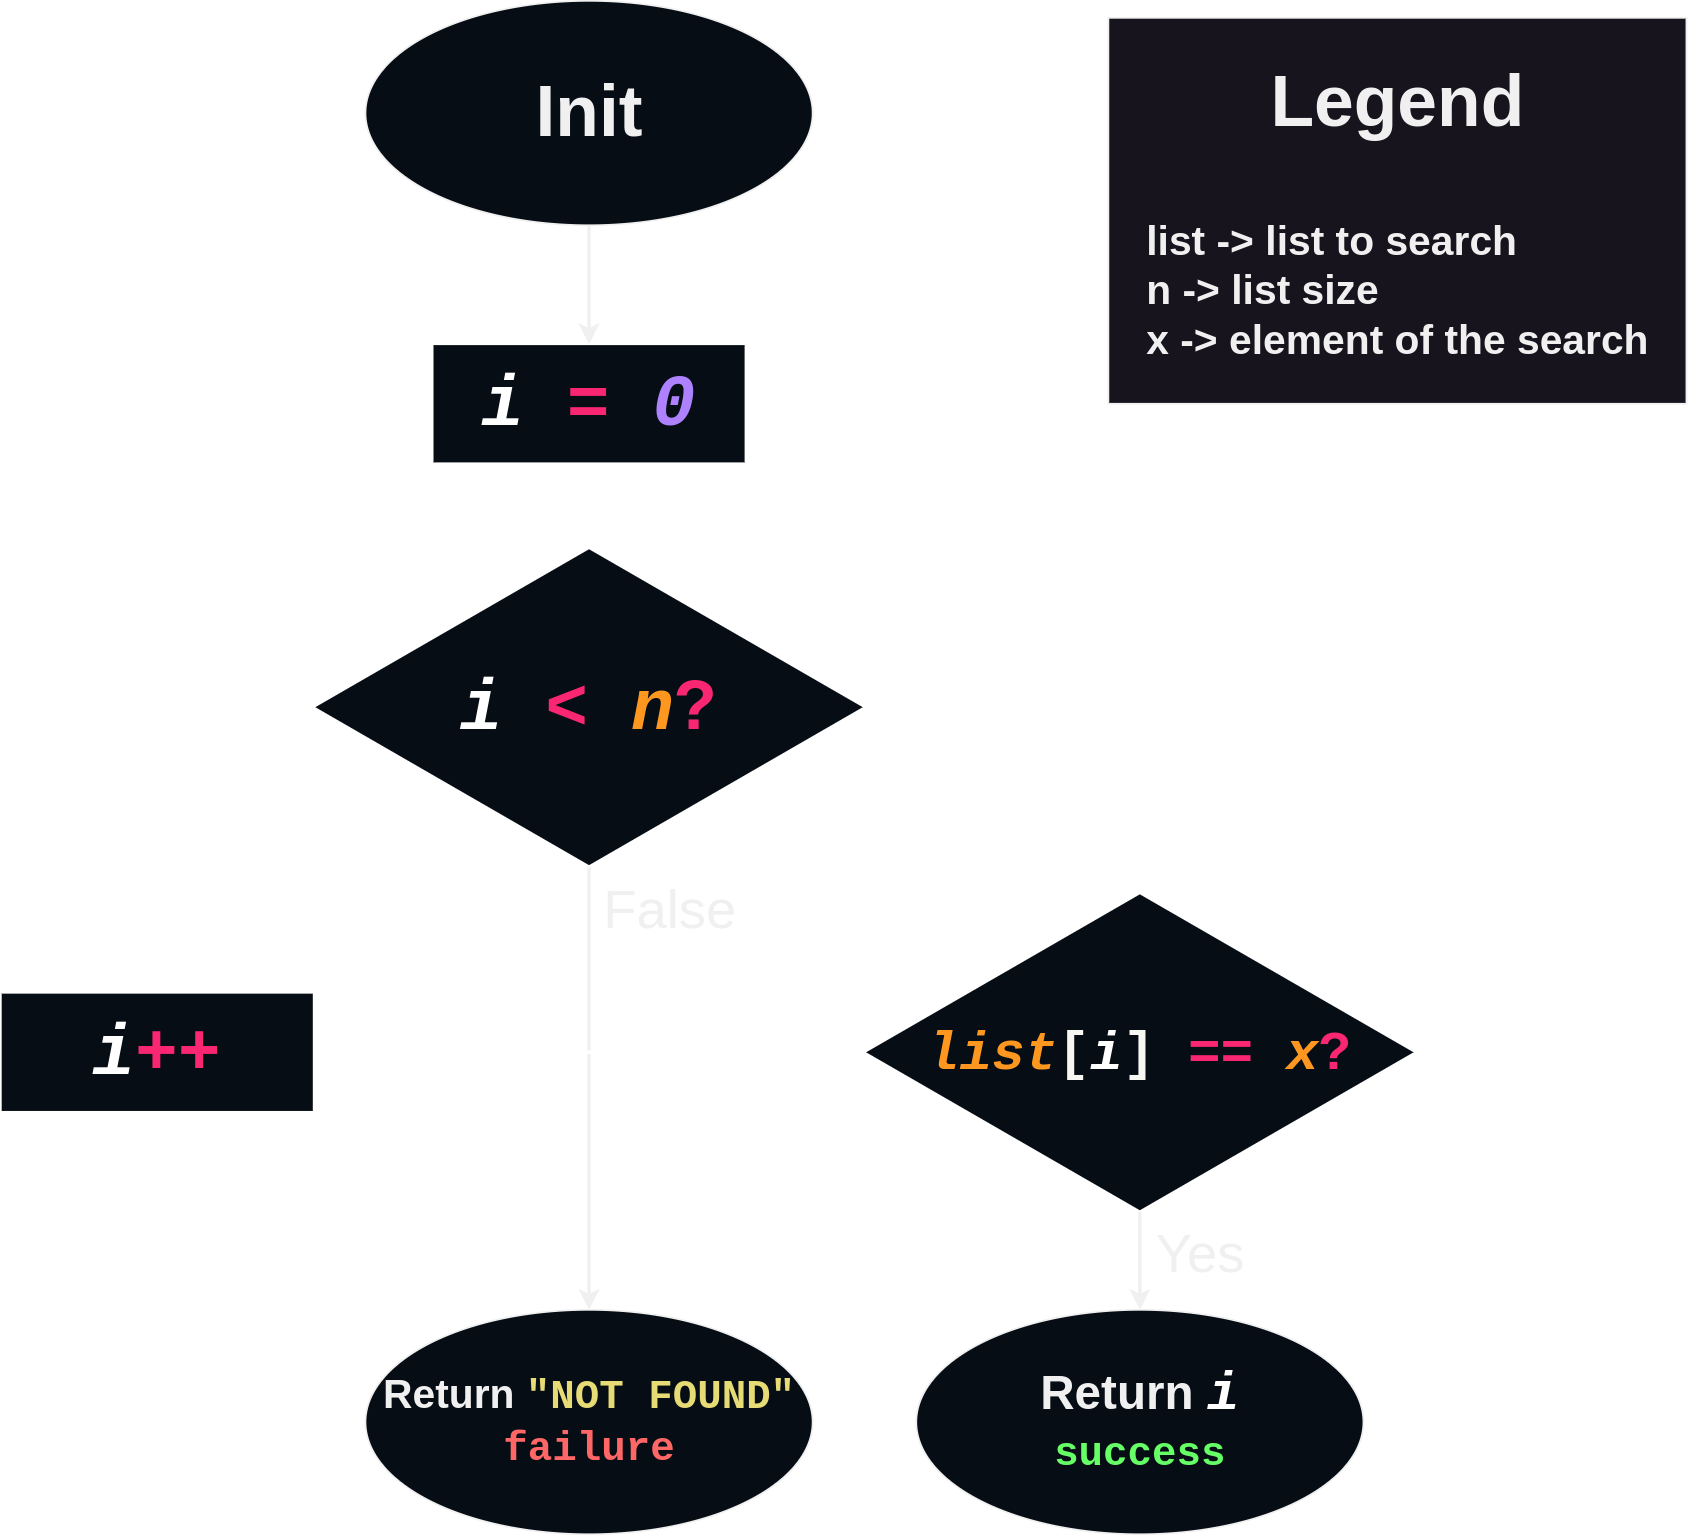 Init
Legend
list -> list to search
n -> list size
x -> element of the search
i = 0
i < n?
False
i++
list[i] == x?
Yes
Return "NOT FOUND"
failure
Return i
success